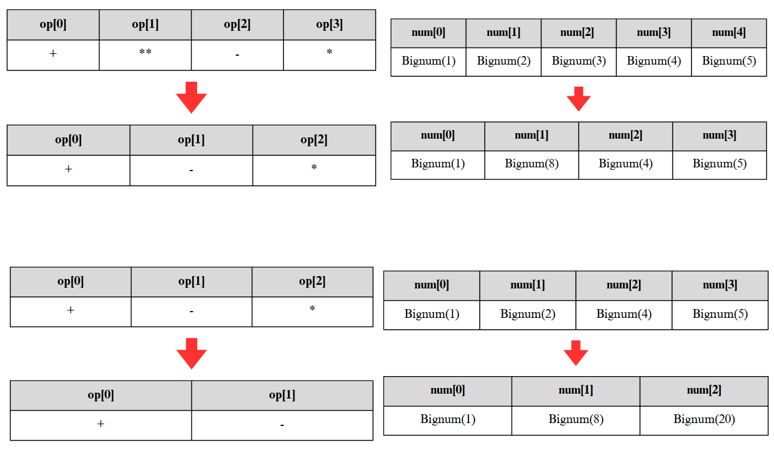 op[0] op[1] op[2] op[3]
+ ** - *
num[0] num[1] num[2] num[3] num[4]
Bignum(1) Bignum(2) Bignum(3) Bignum(4) Bignum(5)
op[0] op[1] op[2]
+ - *
num[0] num[1] num[2] num[3]
Bignum(1) Bignum(8) Bignum(4) Bignum(5)
op[0] op[1] op[2]
+ - *
num[0] num[1] num[2] num[3]
Bignum(1) Bignum(2) Bignum(4) Bignum(5)
op[0] op[1]
+ -
num[0] num[1] num[2]
Bignum(1) Bignum(8) Bignum(20)